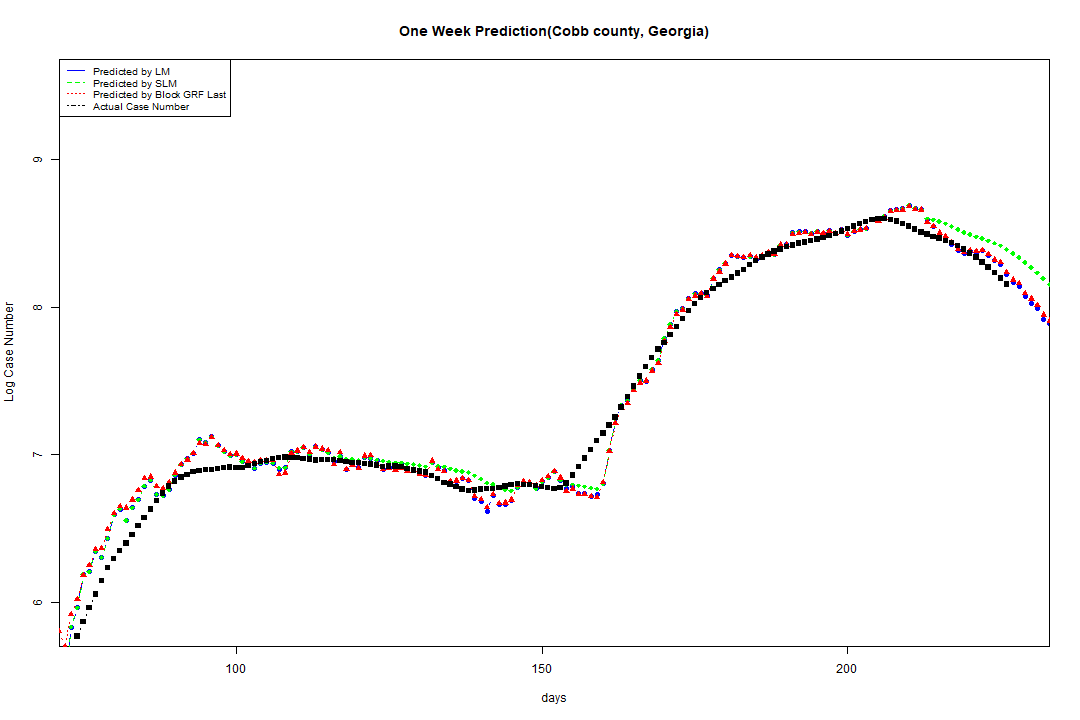 One Week Prediction(Cobb county, Georgia)
Predicted by LM
Predicted by SLM
Predicted by Block GRF Last
Actual Case Number
9
8
7
6
Log Case Number
100
150
200
days